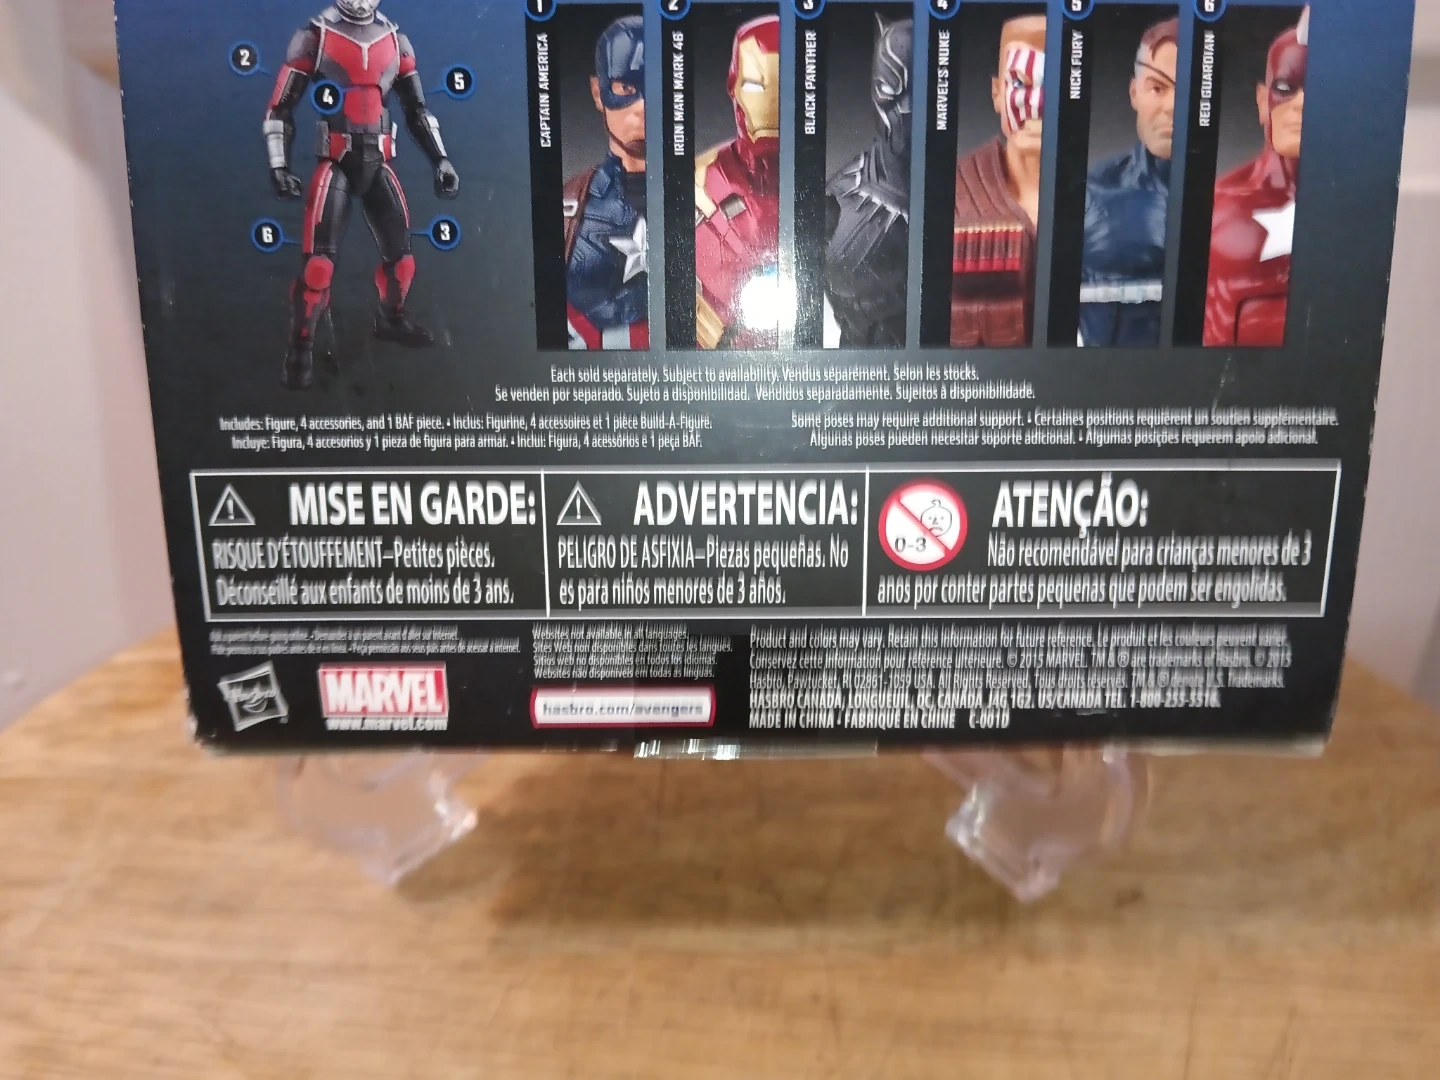 1
2
3
4
5
6
CAPTAIN AMERICA
IRON MAN MARK 46
BLACK PANTHER
MARVEL'S NUKE
NICK FURY
RED GUARDIAN
2
4
5
6
3
Each sold separately. Subject to availability. Vendus séparément. Selon les stocks.
Se venden por separado. Sujeto a disponibilidad. Vendidos separadamente. Sujeitos à disponibilidade.
Includes: Figure, 4 accessories, and 1 BAF piece. • Inclus: Figurine, 4 accessoires et 1 pièce Build-A-Figure.
Incluye: Figura, 4 accesorios y 1 pieza de figura para armar. • Inclui: Figura, 4 acessórios e 1 peça BAF.
Some poses may require additional support. • Certaines positions requièrent un soutien supplémentaire.
Algunas poses pueden necesitar soporte adicional. • Algumas posições requerem apoio adicional.
MISE EN GARDE:
RISQUE D'ÉTOUFFEMENT–Petites pièces.
Déconseillé aux enfants de moins de 3 ans.
ADVERTENCIA:
PELIGRO DE ASFIXIA–Piezas pequeñas. No
es para niños menores de 3 años.
0-3
ATENÇÃO:
Não recomendável para crianças menores de 3
anos por conter partes pequenas que podem ser engolidas.
Ask a parent before going online. • Demander à un parent avant d'aller sur Internet.
Websites not available in all languages.
Sites Web non disponibles dans toutes les langues.
Sitios web no disponibles en todos los idiomas.
Websites não disponíveis em todas as línguas.
Product and colors may vary. Retain this information for future reference. Le produit et les couleurs peuvent varier.
Conservez cette information pour référence ultérieure. © 2015 MARVEL. TM & ® are trademarks of Hasbro. © 2015
Hasbro, Pawtucket, RI 02861-1059 USA. All Rights Reserved. Tous droits réservés. TM & ® denote U.S. Trademarks.
HASBRO CANADA, LONGUEUIL, QC, CANADA J4G 1G2. US/CANADA TEL. 1-800-255-5516.
MADE IN CHINA • FABRIQUÉ EN CHINE C-001D
Hasbro
MARVEL
www.marvel.com
hasbro.com/avengers